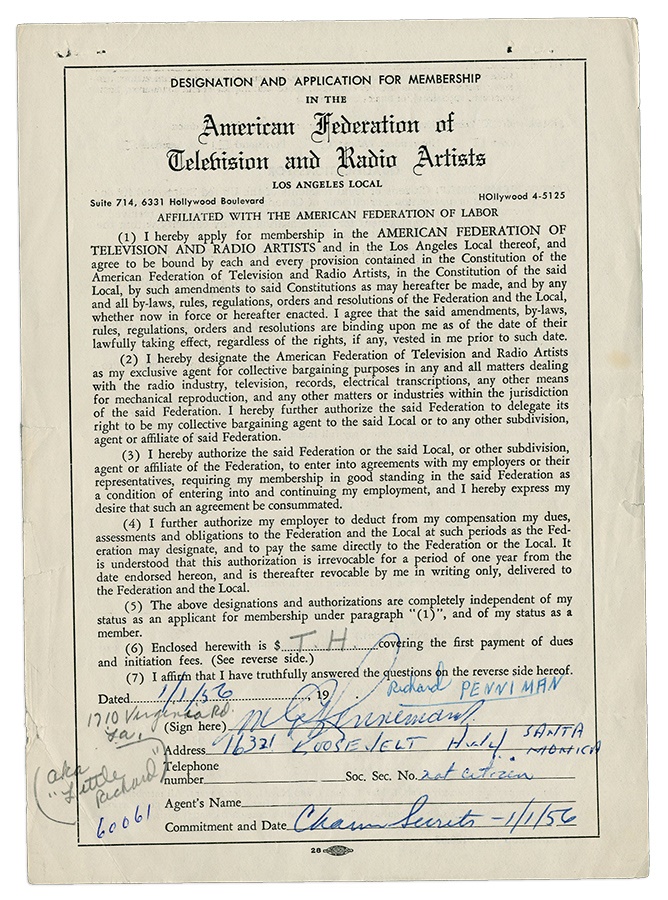 DESIGNATION AND APPLICATION FOR MEMBERSHIP
IN THE
American Federation of
Television and Radio Artists
LOS ANGELES LOCAL
Suite 714, 6331 Hollywood Boulevard HOllywood 4-5125
AFFILIATED WITH THE AMERICAN FEDERATION OF LABOR
(1) I hereby apply for membership in the AMERICAN FEDERATION OF
TELEVISION AND RADIO ARTISTS and in the Los Angeles Local thereof, and
agree to be bound by each and every provision contained in the Constitution of the
American Federation of Television and Radio Artists, in the Constitution of the said
Local, by such amendments to said Constitutions as may hereafter be made, and by any
and all by-laws, rules, regulations, orders and resolutions of the Federation and the Local,
whether now in force or hereafter enacted. I agree that the said amendments, by-laws,
rules, regulations, orders and resolutions are binding upon me as of the date of their
lawfully taking effect, regardless of the rights, if any, vested in me prior to such date.
(2) I hereby designate the American Federation of Television and Radio Artists
as my exclusive agent for collective bargaining purposes in any and all matters dealing
with the radio industry, television, records, electrical transcriptions, any other means
for mechanical reproduction, and any other matters or industries within the jurisdiction
of the said Federation. I hereby further authorize the said Federation to delegate its
right to be my collective bargaining agent to the said Local or to any other subdivision,
agent or affiliate of said Federation.
(3) I hereby authorize the said Federation or the said Local, or other subdivision,
agent or affiliate of the Federation, to enter into agreements with my employers or their
representatives, requiring my membership in good standing in the said Federation as
a condition of entering into and continuing my employment, and I hereby express my
desire that such an agreement be consummated.
(4) I further authorize my employer to deduct from my compensation my dues,
assessments and obligations to the Federation and the Local at such periods as the Fed-
eration may designate, and to pay the same directly to the Federation or the Local. It
is understood that this authorization is irrevocable for a period of one year from the
date endorsed hereon, and is thereafter revocable by me in writing only, delivered to
the Federation and the Local.
(5) The above designations and authorizations are completely independent of my
status as an applicant for membership under paragraph "(1)", and of my status as a
member.
(6) Enclosed herewith is $ T H covering the first payment of dues
and initiation fees. (See reverse side.)
(7) I affirm that I have truthfully answered the questions on the reverse side hereof.
Dated 1/1/56, 19 Richard PENNIMAN
1710 Virginia Rd.
La.
(Sign here)
Address 16321 ROOSEVELT SANTA
MONICA
(aka
"Little
Richard")
Telephone
number Soc. Sec. No. not citizen
Agent's Name
60061
Commitment and Date Charm Secrets - 1/1/56
28